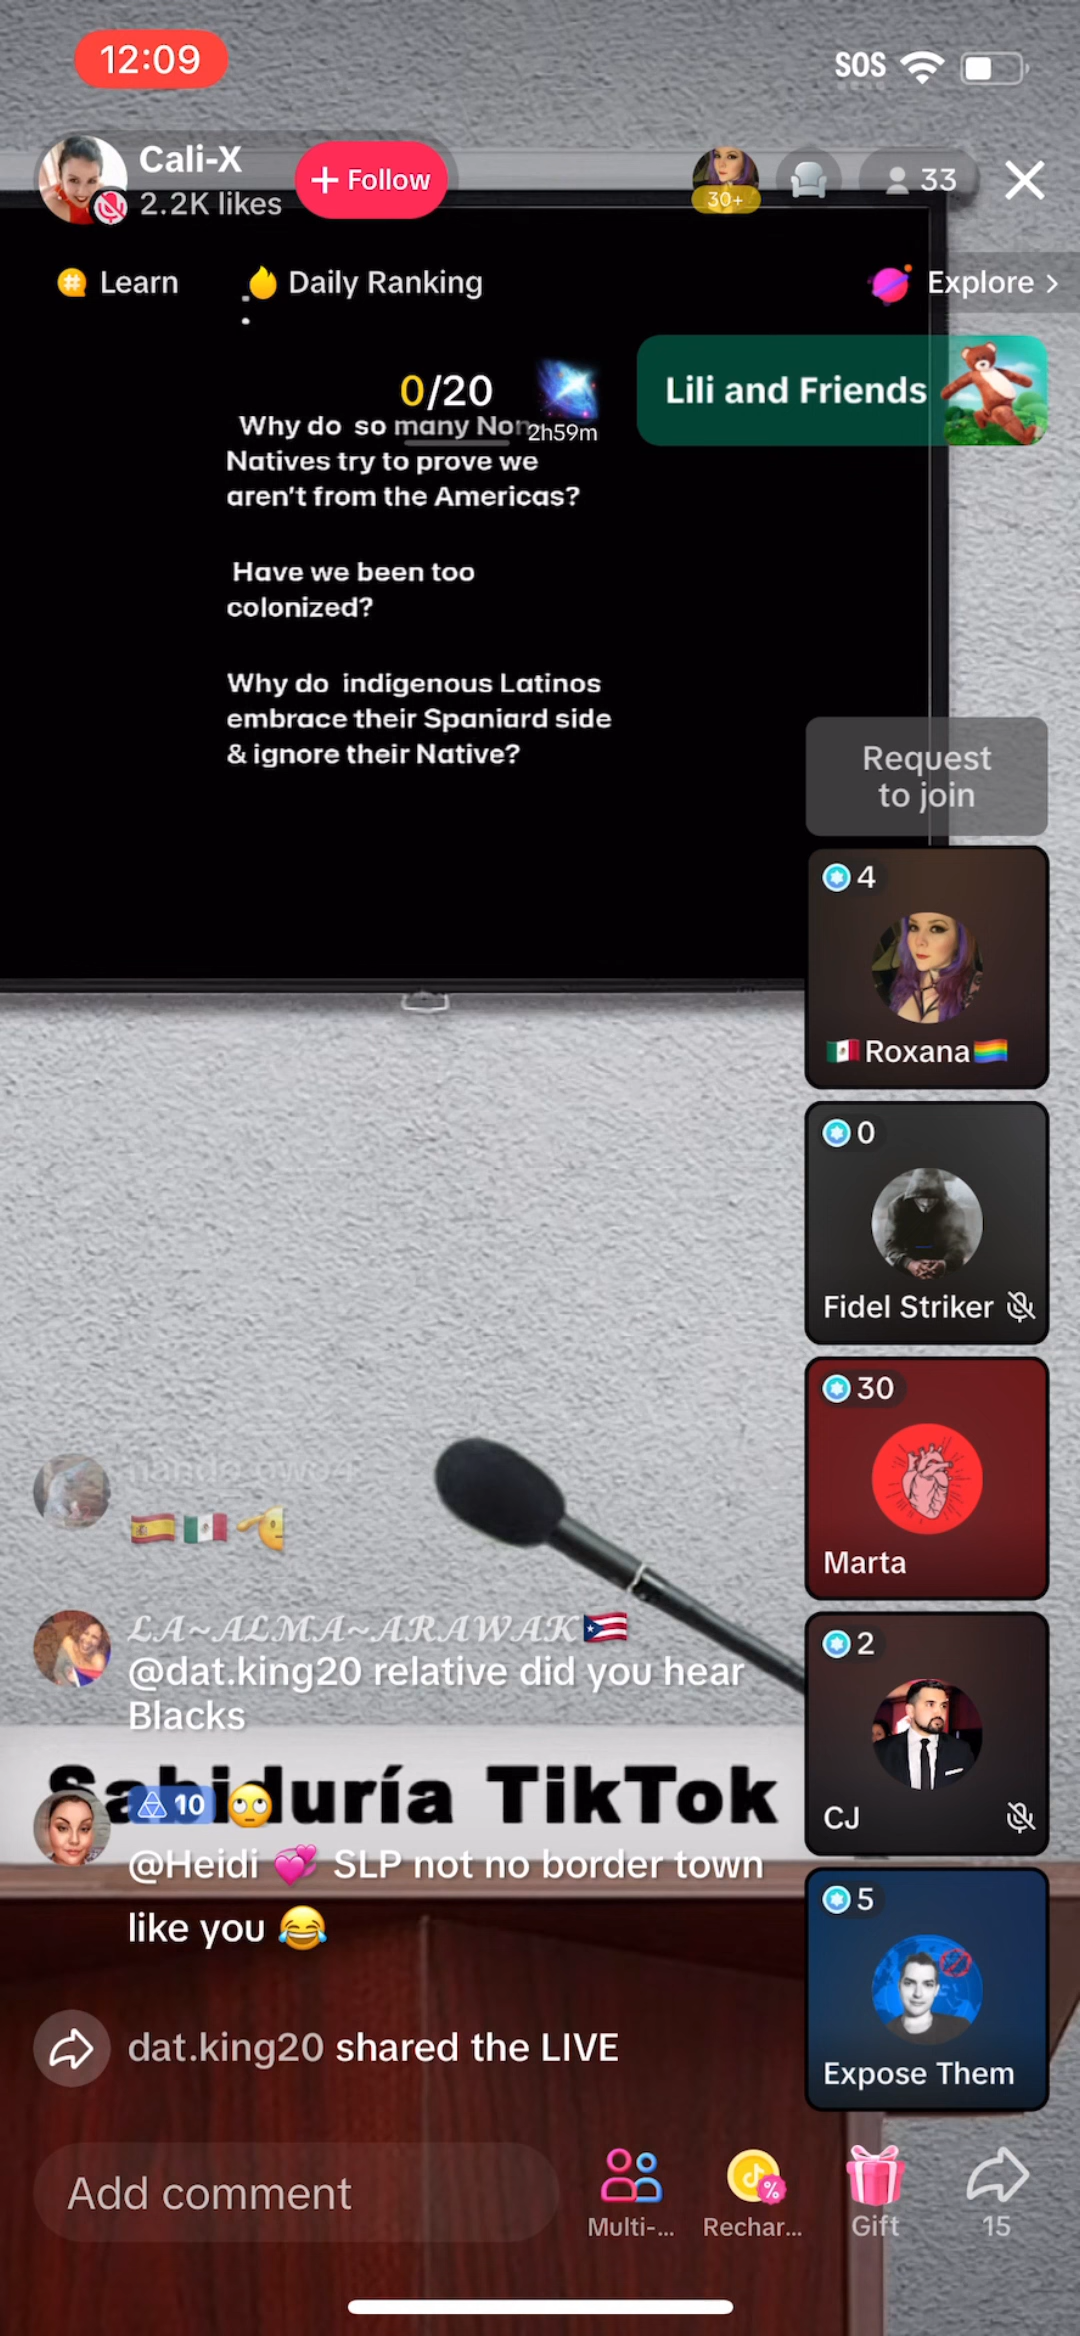 12:09
SOS
Cali-X
2.2K likes
+ Follow
30+
33
Learn
Daily Ranking
Explore >
:
0/20
2h59m
Lili and Friends
Why do so many Non
Natives try to prove we
aren't from the Americas?
Have we been too
colonized?
Why do indigenous Latinos
embrace their Spaniard side
& ignore their Native?
Request
to join
4
🇲🇽Roxana🏳️‍🌈
0
Fidel Striker
30
Marta
2
CJ
5
Expose Them
🇪🇸🇲🇽
𝓛𝓐~𝓐𝓛𝓜𝓐~𝓐𝓡𝓐𝓦𝓐𝓚🇵🇷
@dat.king20 relative did you hear
Blacks
Sabiduría TikTok
10 🙄
@Heidi 💞 SLP not no border town
like you 😂
dat.king20 shared the LIVE
Add comment
Multi-...
Rechar...
Gift
15